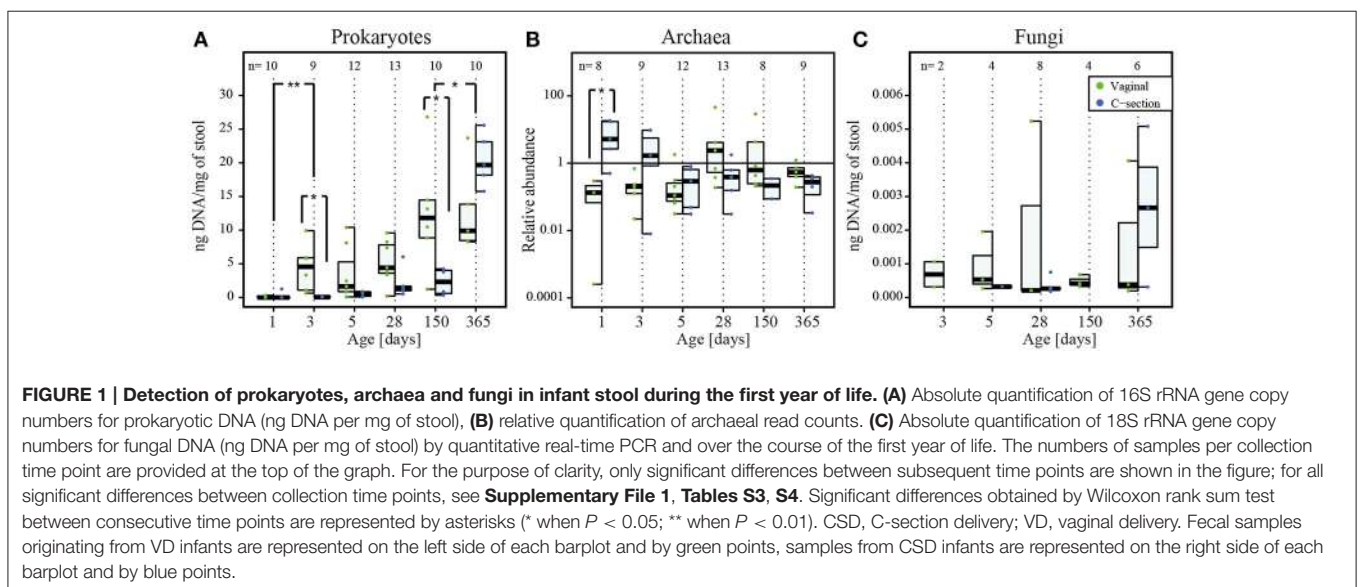 A Prokaryotes
n= 10 9 12 13 10 10
** * * *
30
25
20
15
10
5
0
ng DNA/mg of stool
1 3 5 28 150 365
Age [days]
B Archaea
n= 8 9 12 13 8 9
*
100
1
0.01
0.0001
Relative abundance
1 3 5 28 150 365
Age [days]
C Fungi
n= 2 4 8 4 6
Vaginal
C-section
0.006
0.005
0.004
0.003
0.002
0.001
0.000
ng DNA/mg of stool
3 5 28 150 365
Age [days]
FIGURE 1 | Detection of prokaryotes, archaea and fungi in infant stool during the first year of life. (A) Absolute quantification of 16S rRNA gene copy
numbers for prokaryotic DNA (ng DNA per mg of stool), (B) relative quantification of archaeal read counts. (C) Absolute quantification of 18S rRNA gene copy
numbers for fungal DNA (ng DNA per mg of stool) by quantitative real-time PCR and over the course of the first year of life. The numbers of samples per collection
time point are provided at the top of the graph. For the purpose of clarity, only significant differences between subsequent time points are shown in the figure; for all
significant differences between collection time points, see Supplementary File 1, Tables S3, S4. Significant differences obtained by Wilcoxon rank sum test
between consecutive time points are represented by asterisks (* when P < 0.05; ** when P < 0.01). CSD, C-section delivery; VD, vaginal delivery. Fecal samples
originating from VD infants are represented on the left side of each barplot and by green points, samples from CSD infants are represented on the right side of each
barplot and by blue points.